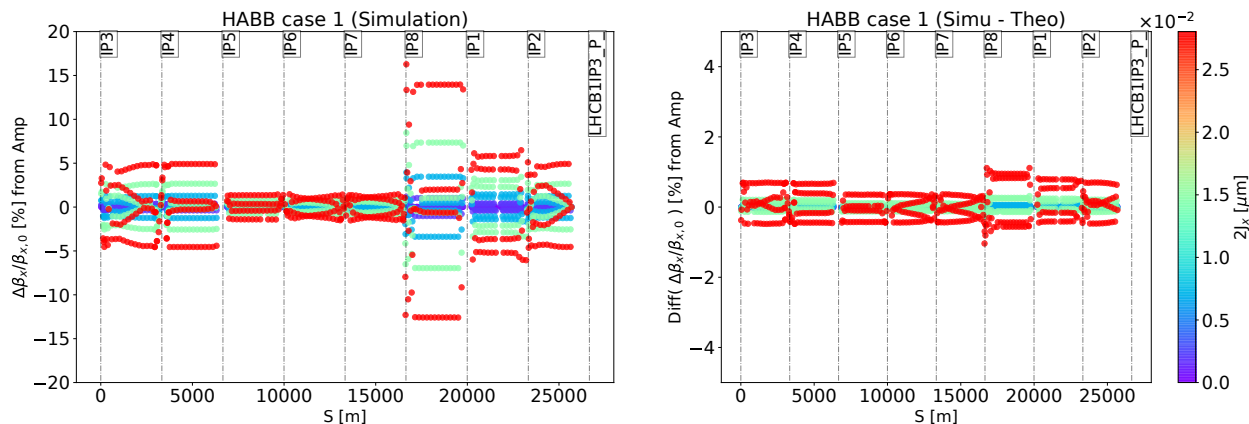 HABB case 1 (Simulation)
20
15
10
5
0
−5
−10
−15
−20
Δβx/βx,0 [%] from Amp
IP3
IP4
IP5
IP6
IP7
IP8
IP1
IP2
LHCB1IP3_P_
0
5000
10000
15000
20000
25000
S [m]
HABB case 1 (Simu - Theo)
4
2
0
−2
−4
Diff( Δβx/βx,0 ) [%] from Amp
IP3
IP4
IP5
IP6
IP7
IP8
IP1
IP2
LHCB1IP3_P_
0
5000
10000
15000
20000
25000
S [m]
×10−2
2.5
2.0
1.5
1.0
0.5
0.0
2Jx [μm]